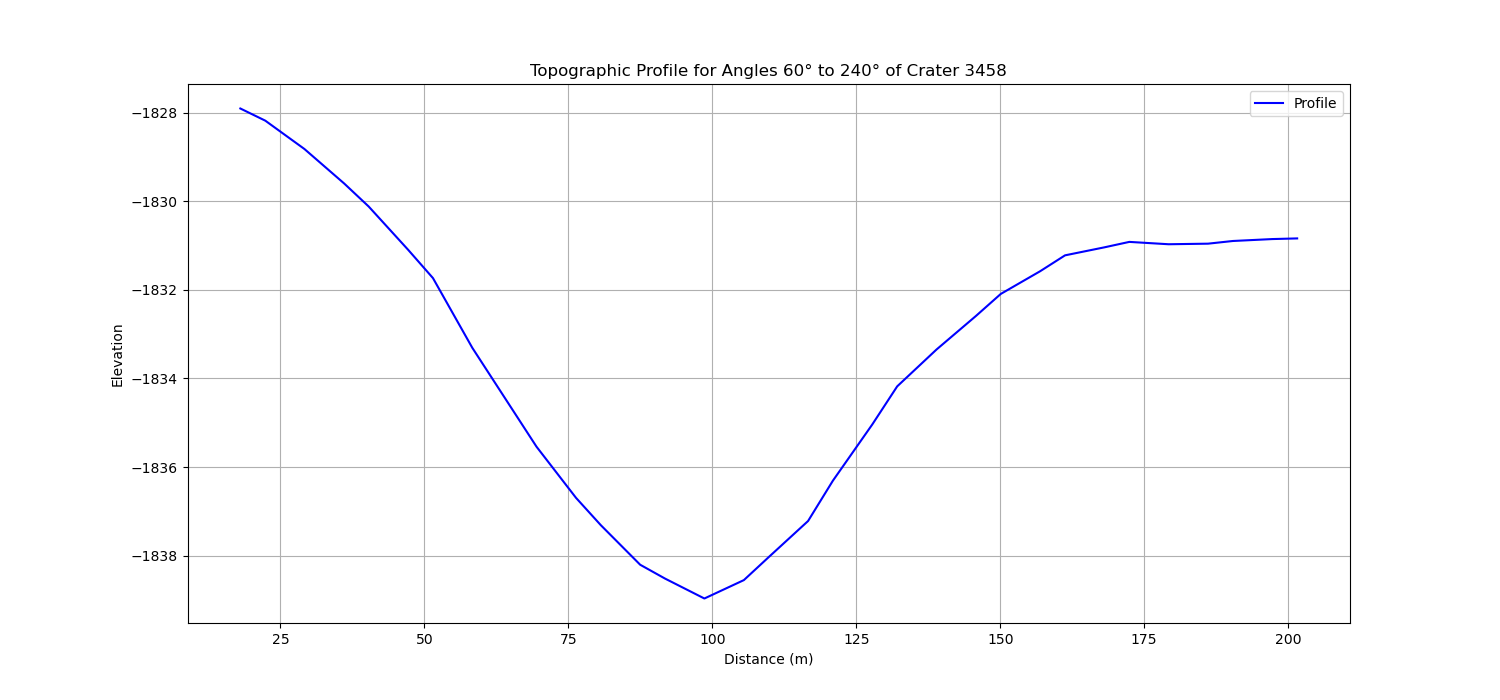 Topographic Profile for Angles 60° to 240° of Crater 3458
Profile
−1828
−1830
−1832
−1834
−1836
−1838
Elevation
25 50 75 100 125 150 175 200
Distance (m)